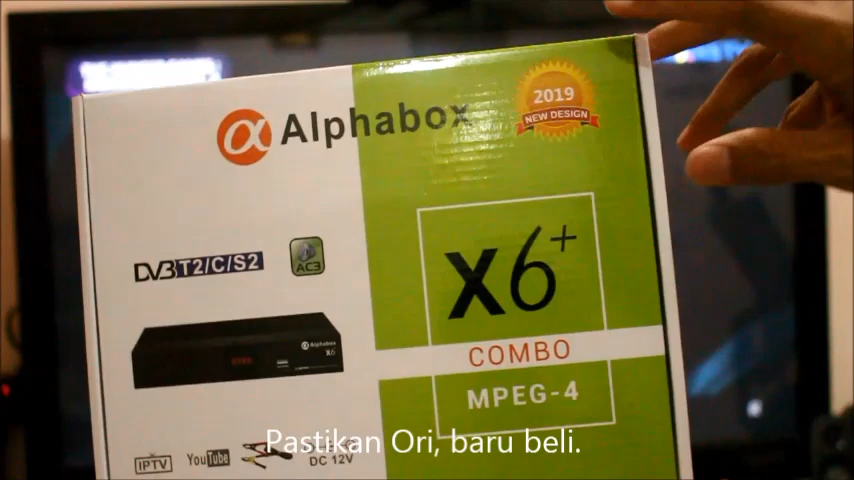 Alphabox
2019
NEW DESIGN
DVB T2/C/S2
AC3
X6+
Alphabox
X6
COMBO
MPEG-4
IPTV
YouTube
DC 12V
Pastikan Ori, baru beli.